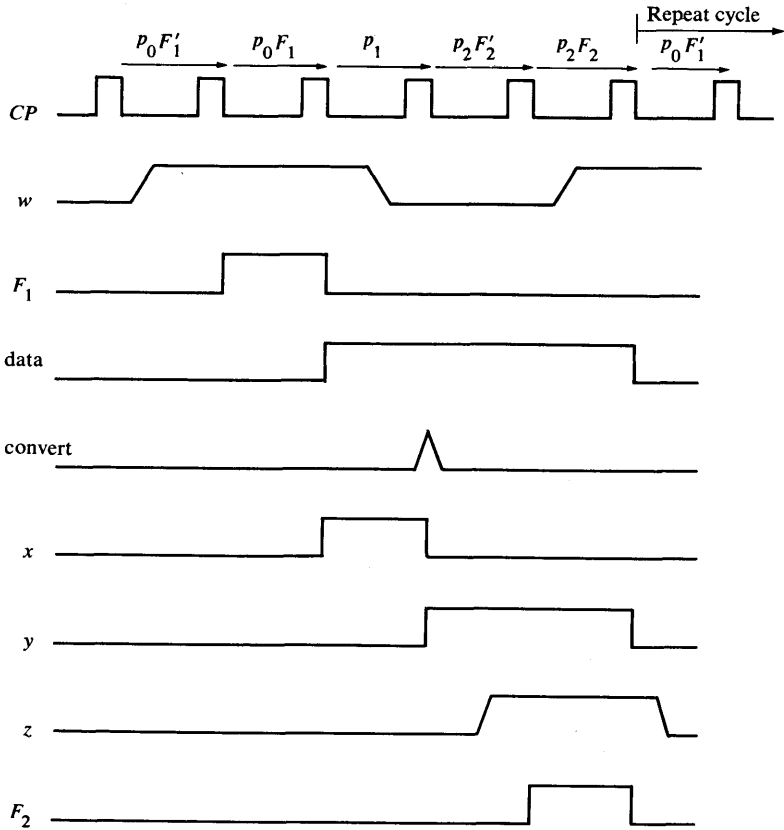 Repeat cycle
p₀F₁′ p₀F₁ p₁ p₂F₂′ p₂F₂ p₀F₁′
CP
w
F₁
data
convert
x
y
z
F₂